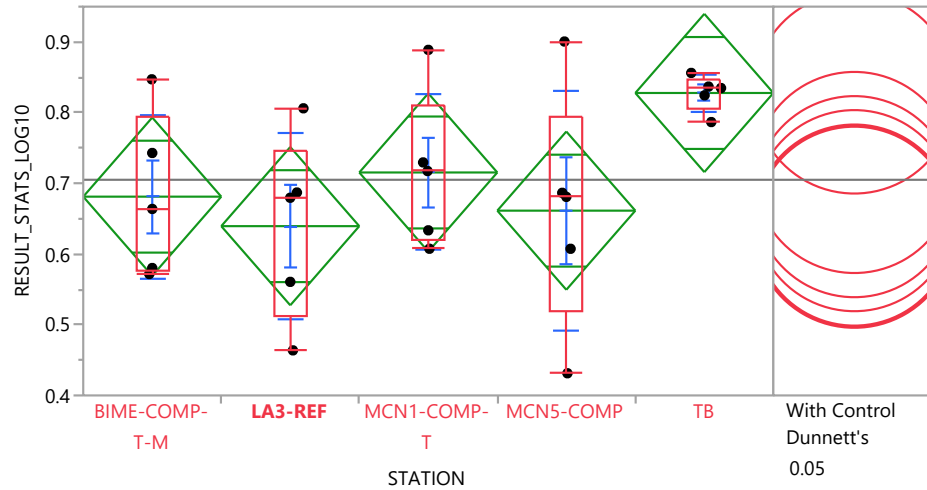 RESULT_STATS_LOG10
0.9
0.8
0.7
0.6
0.5
0.4
BIME-COMP-
T-M
LA3-REF
MCN1-COMP-
T
MCN5-COMP
TB
STATION
With Control
Dunnett's
0.05